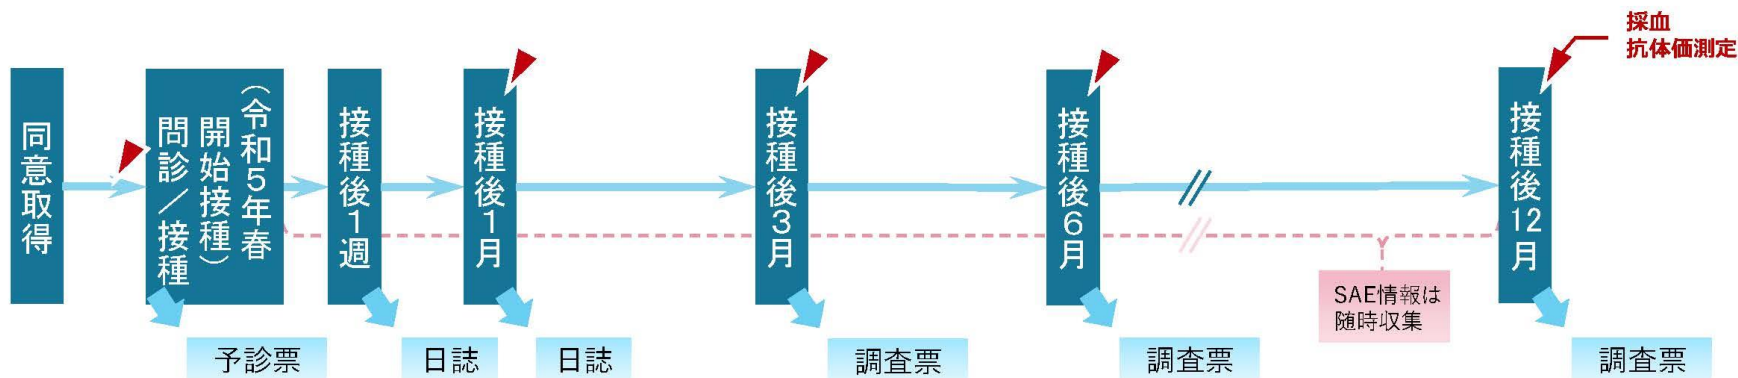 採血
抗体価測定
同意取得
問診／接種
（令和５年春
開始接種）
接種後１週
接種後１月
接種後３月
接種後６月
接種後12月
SAE情報は
随時収集
予診票
日誌
日誌
調査票
調査票
調査票